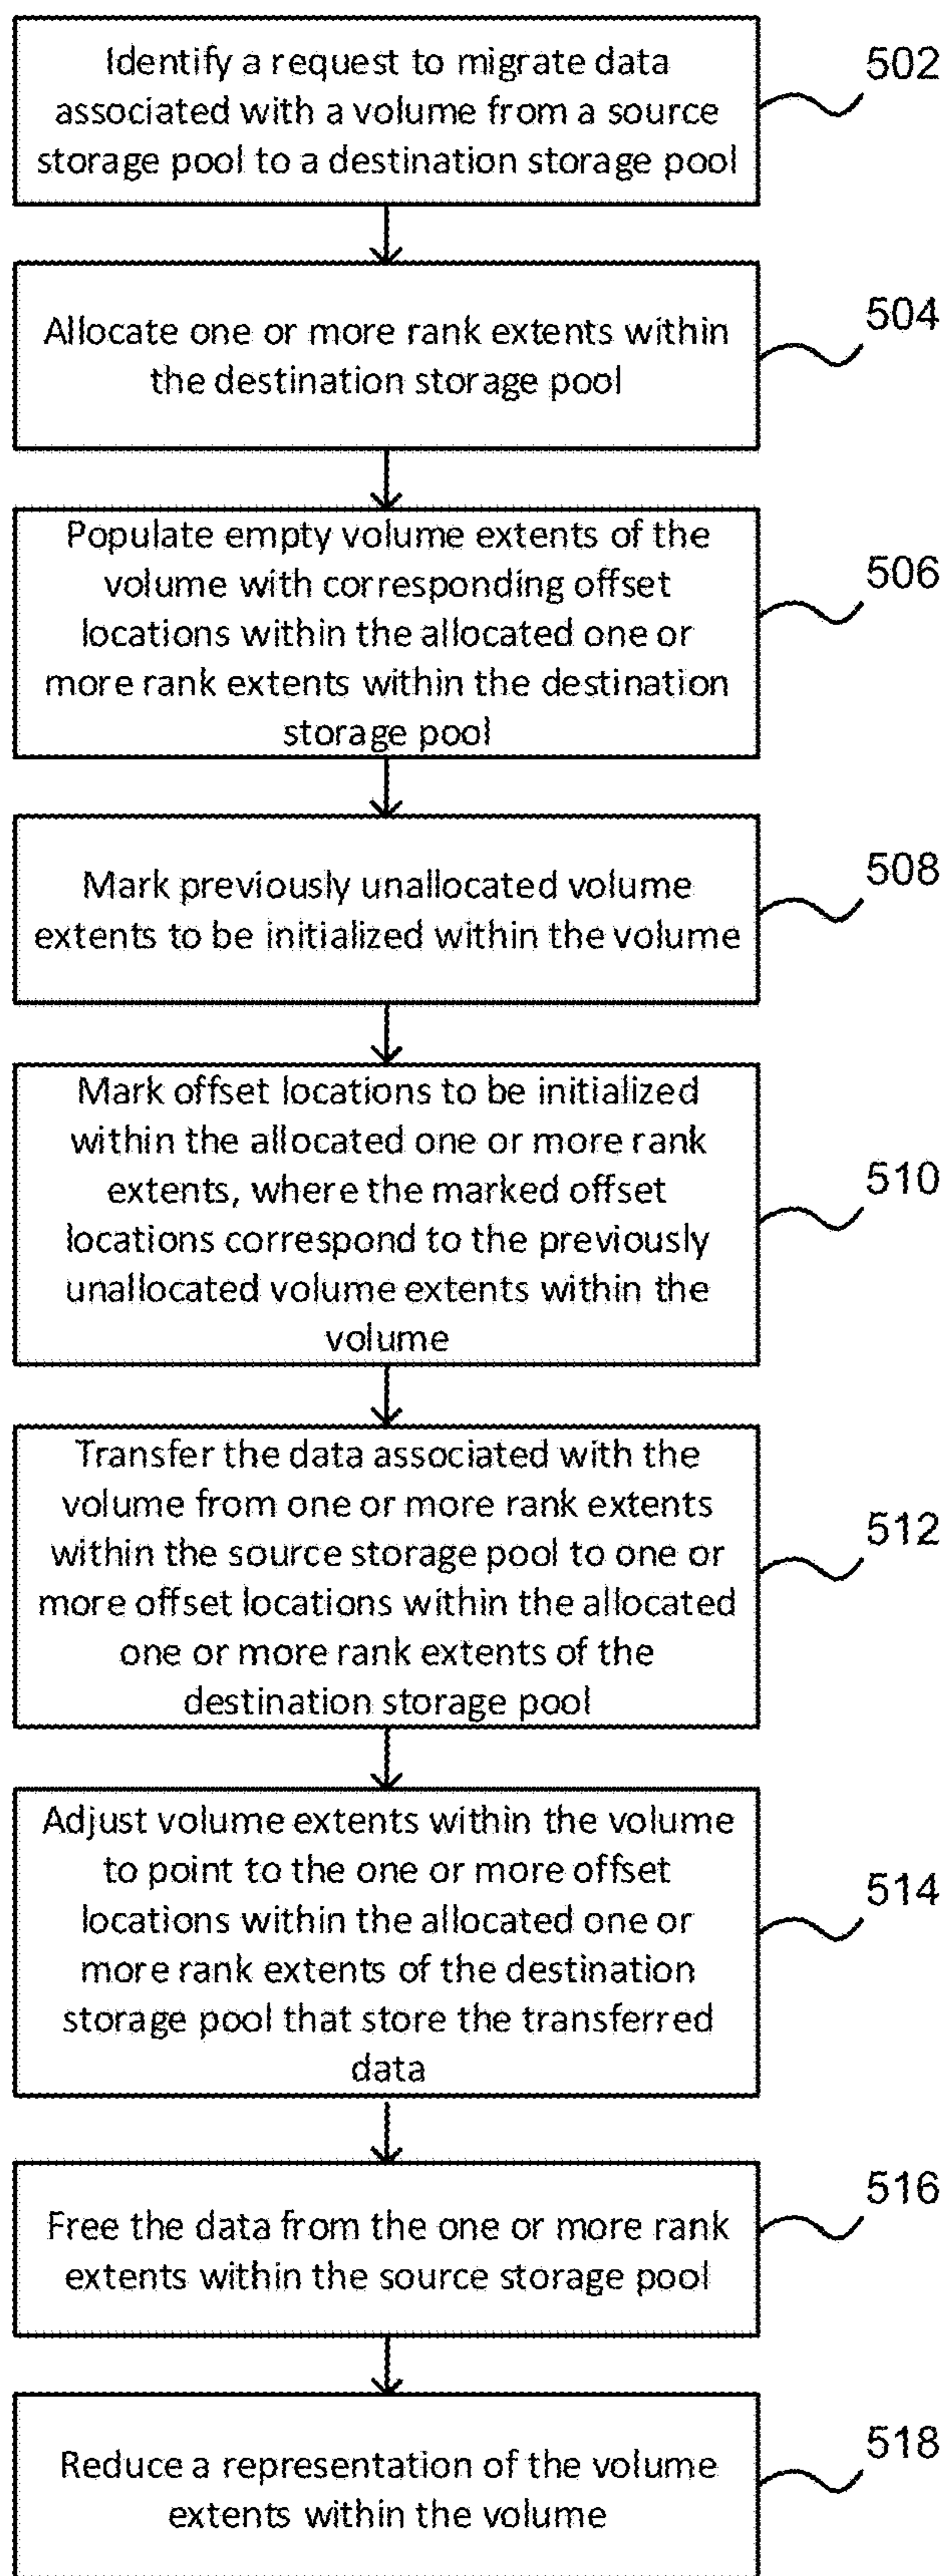 Identify a request to migrate data
associated with a volume from a source
storage pool to a destination storage pool
502
Allocate one or more rank extents within
the destination storage pool
504
Populate empty volume extents of the
volume with corresponding offset
locations within the allocated one or
more rank extents within the destination
storage pool
506
Mark previously unallocated volume
extents to be initialized within the volume
508
Mark offset locations to be initialized
within the allocated one or more rank
extents, where the marked offset
locations correspond to the previously
unallocated volume extents within the
volume
510
Transfer the data associated with the
volume from one or more rank extents
within the source storage pool to one or
more offset locations within the allocated
one or more rank extents of the
destination storage pool
512
Adjust volume extents within the volume
to point to the one or more offset
locations within the allocated one or
more rank extents of the destination
storage pool that store the transferred
data
514
Free the data from the one or more rank
extents within the source storage pool
516
Reduce a representation of the volume
extents within the volume
518